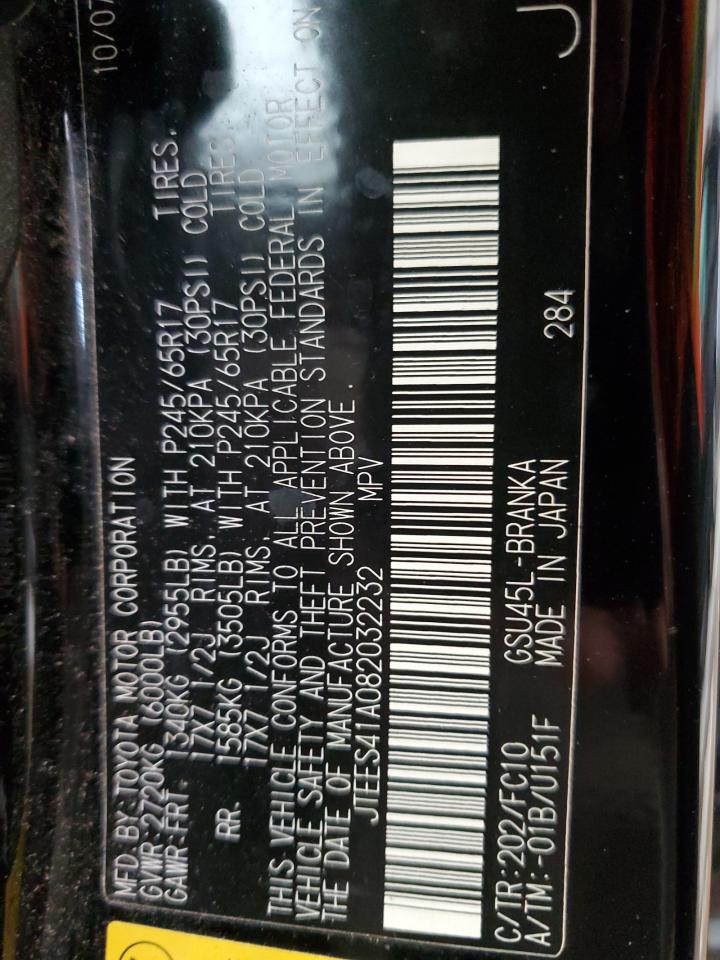 MFD BY:TOYOTA MOTOR CORPORATION 10/07
GVWR:2720KG (6000LB)
GAWR:FRT. 1340KG (2955LB) WITH P245/65R17 TIRES.
17X7 1/2J RIMS, AT 210KPA (30PSI) COLD
RR. 1585KG (3505LB) WITH P245/65R17 TIRES.
17X7 1/2J RIMS, AT 210KPA (30PSI) COLD
THIS VEHICLE CONFORMS TO ALL APPLICABLE FEDERAL MOTOR
VEHICLE SAFETY AND THEFT PREVENTION STANDARDS IN EFFECT ON
THE DATE OF MANUFACTURE SHOWN ABOVE.
JTEES41A082032232 MPV
C/TR:202/FC10 GSU45L-BRANKA
A/TM:-01B/U151F MADE IN JAPAN 284
J